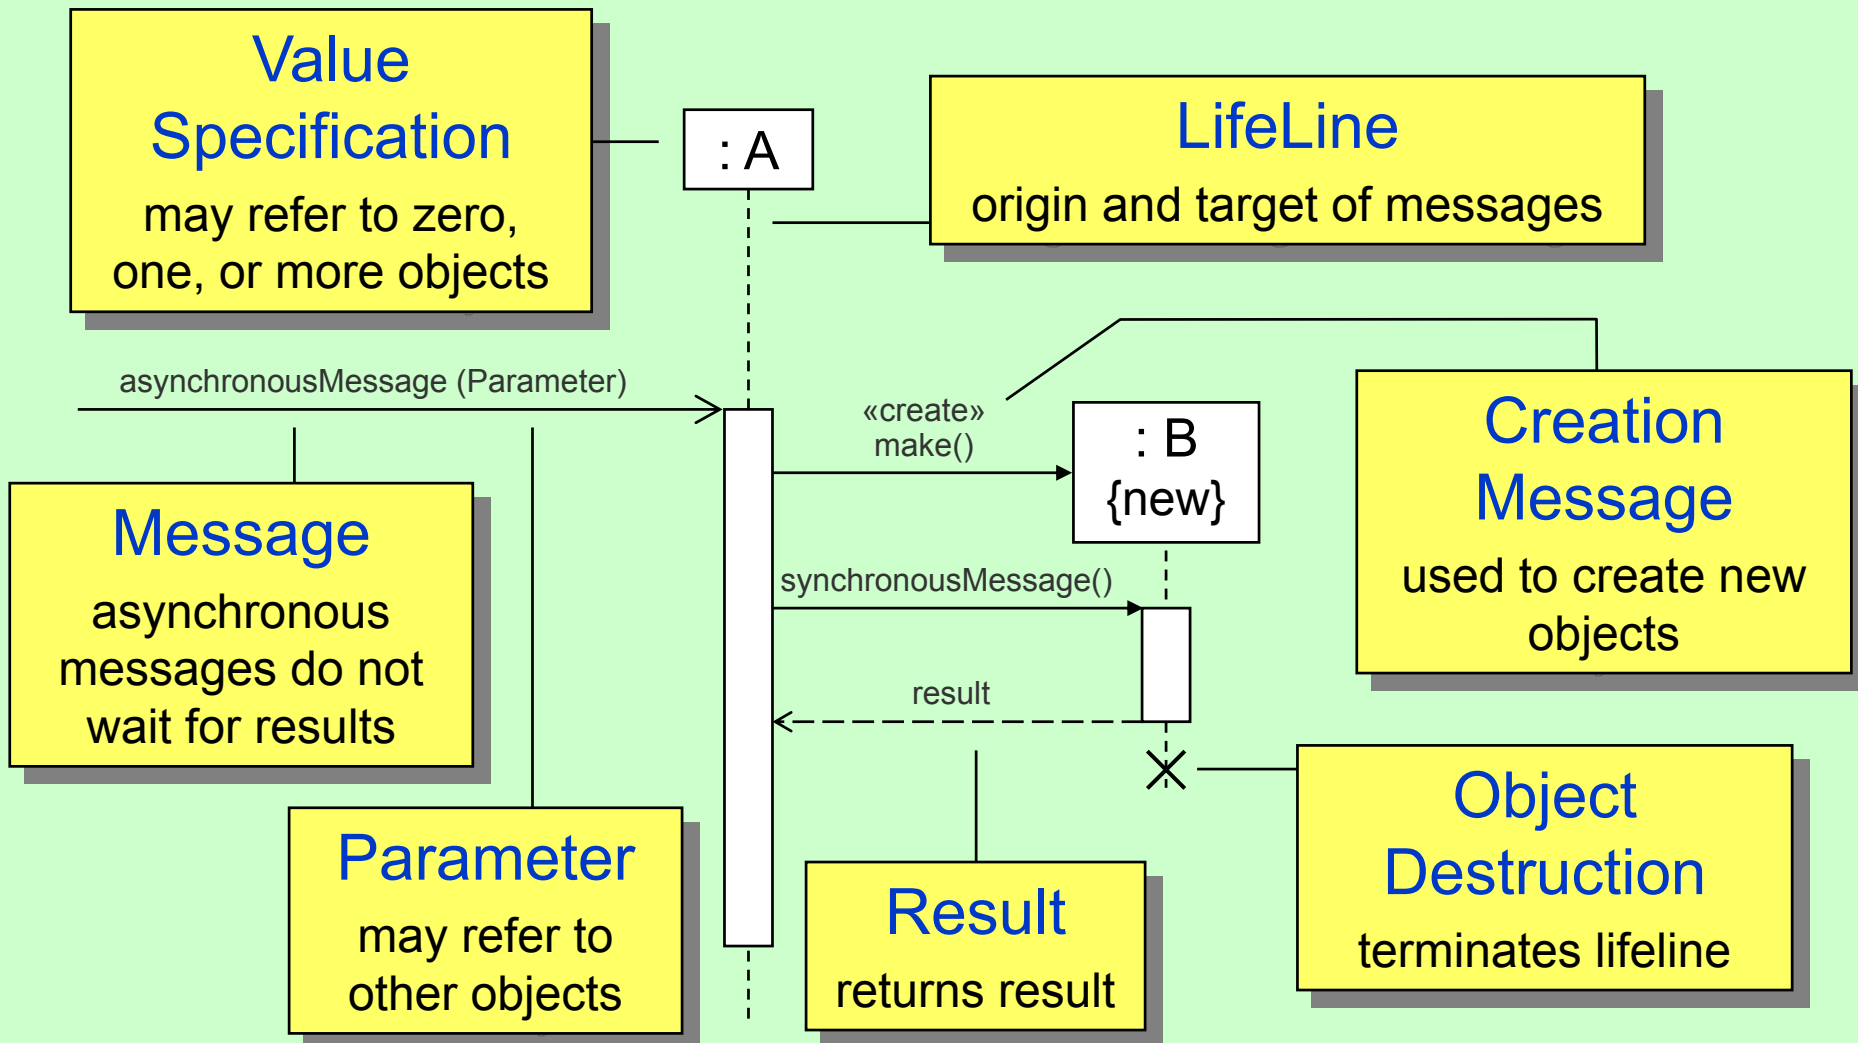 Value
Specification
may refer to zero,
one, or more objects
: A
LifeLine
origin and target of messages
asynchronousMessage (Parameter)
«create»
make()
: B
{new}
Creation
Message
used to create new
objects
Message
asynchronous
messages do not
wait for results
synchronousMessage()
result
Parameter
may refer to
other objects
Result
returns result
Object
Destruction
terminates lifeline